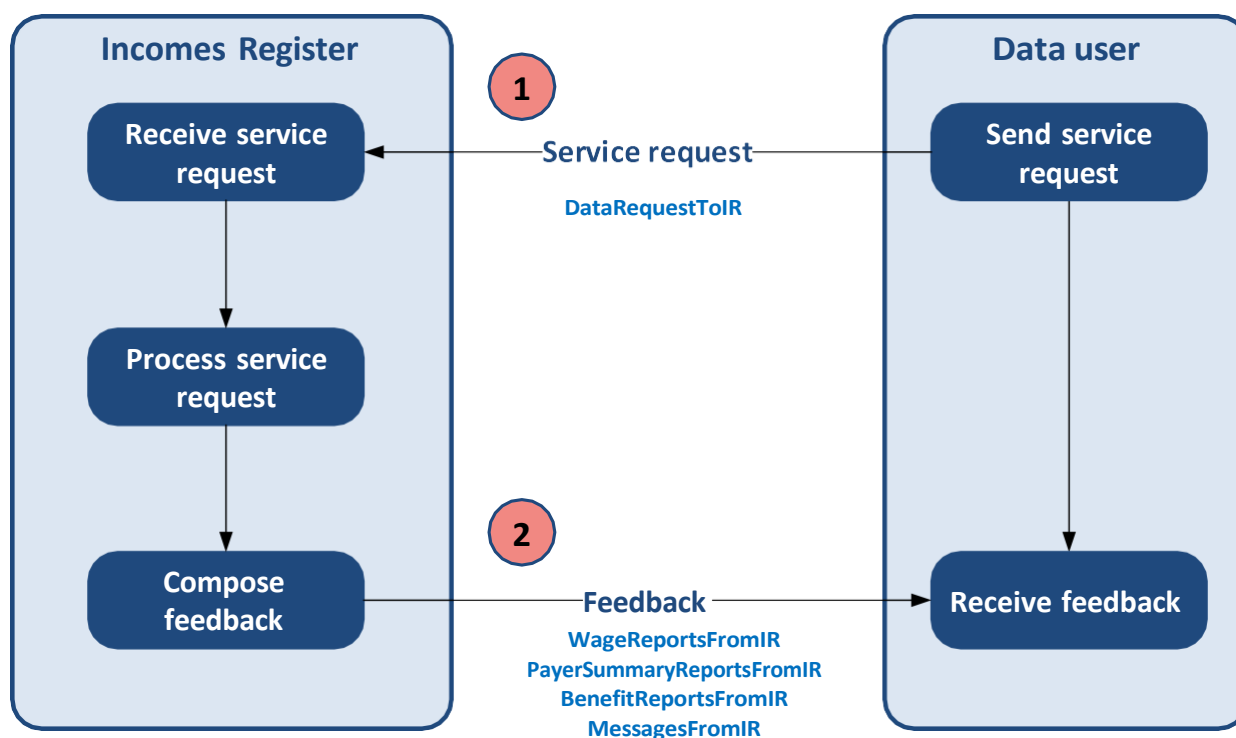 Incomes Register
Data user
1
Receive service
request
Service request
DataRequestToIR
Send service
request
Process service
request
2
Compose
feedback
Feedback
WageReportsFromIR
PayerSummaryReportsFromIR
BenefitReportsFromIR
MessagesFromIR
Receive feedback